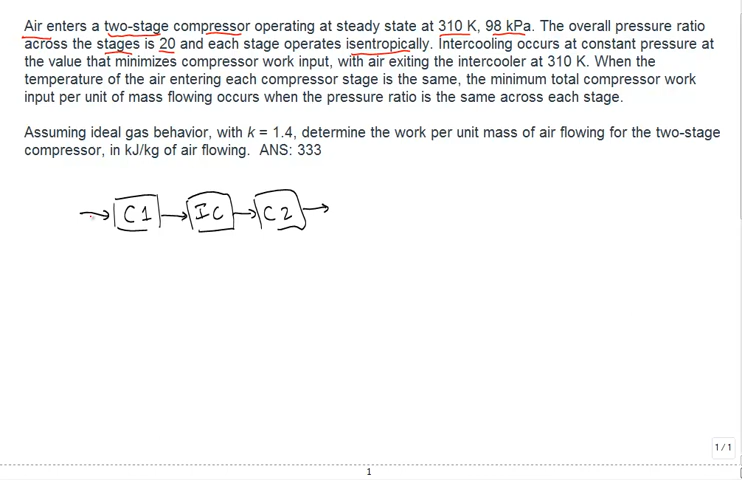 Air enters a two-stage compressor operating at steady state at 310 K, 98 kPa. The overall pressure ratio
across the stages is 20 and each stage operates isentropically. Intercooling occurs at constant pressure at
the value that minimizes compressor work input, with air exiting the intercooler at 310 K. When the
temperature of the air entering each compressor stage is the same, the minimum total compressor work
input per unit of mass flowing occurs when the pressure ratio is the same across each stage.
Assuming ideal gas behavior, with k = 1.4, determine the work per unit mass of air flowing for the two-stage
compressor, in kJ/kg of air flowing. ANS: 333
C1 IC C2
1 / 1
1